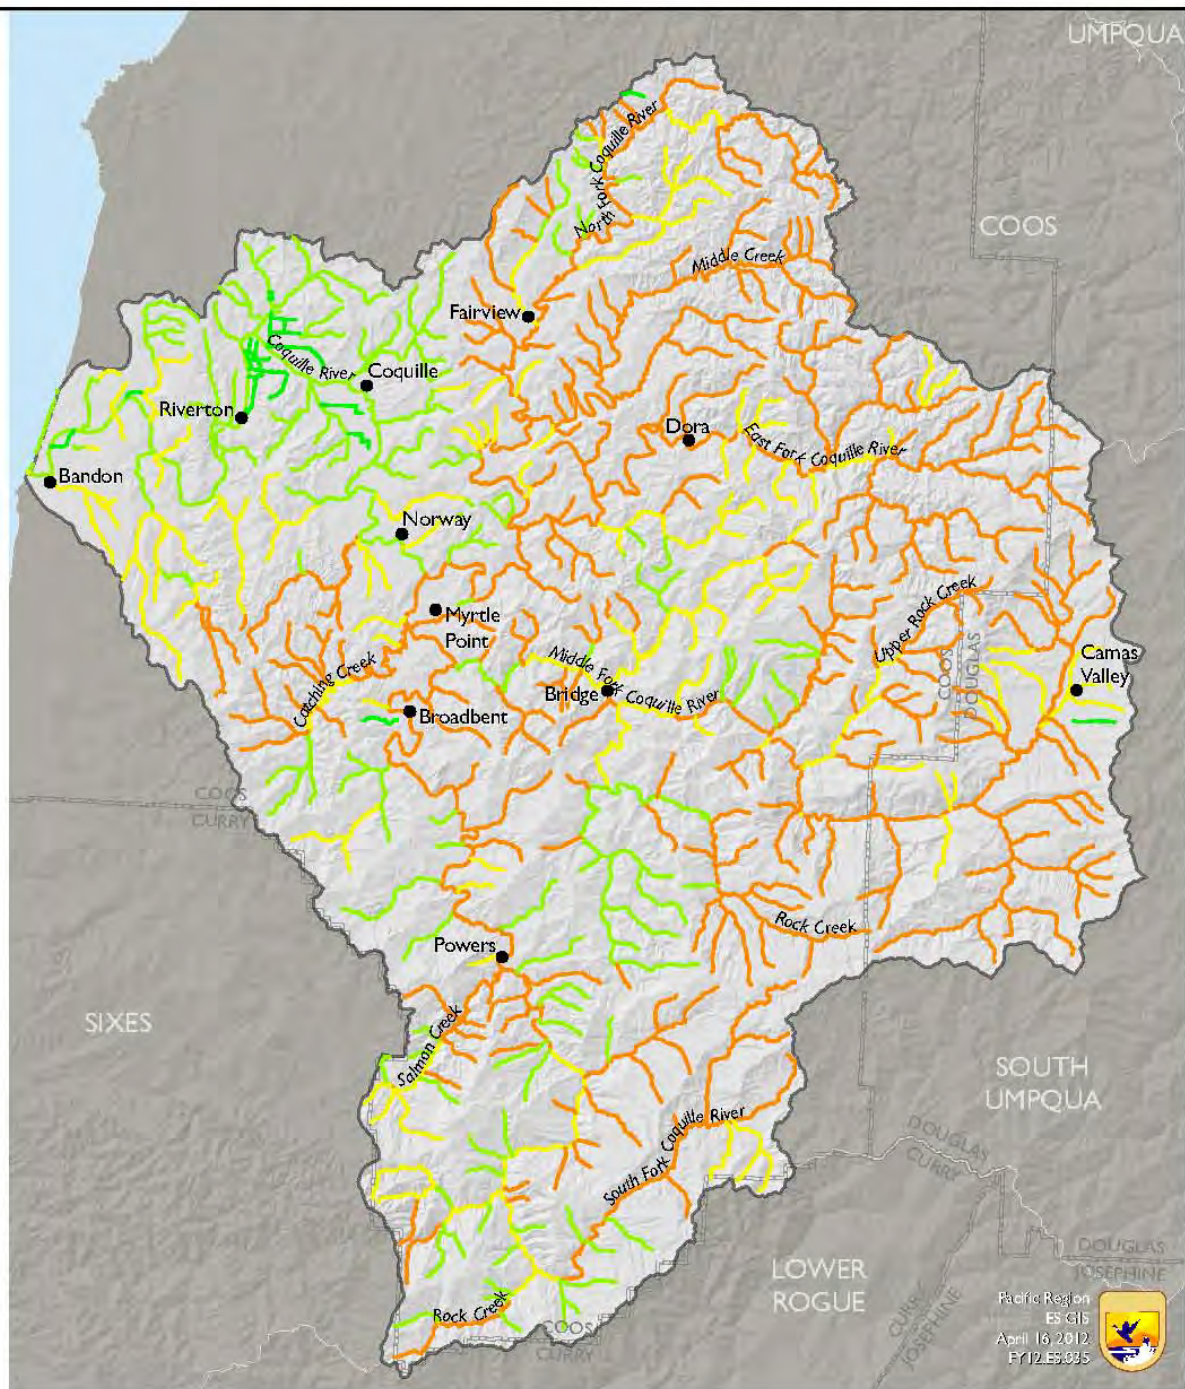 UMPQUA
North Fork Coquille River
COOS
Middle Creek
Fairview
Coquille River
Coquille
Riverton
Dora
East Fork Coquille River
Bandon
Norway
Upper Rock Creek
Myrtle
Point
COOS
DOUGLAS
Camas
Valley
Middle Fork Coquille River
Catching Creek
Bridge
Broadbent
COOS
CURRY
Rock Creek
Powers
SIXES
Salmon Creek
SOUTH
UMPQUA
South Fork Coquille River
DOUGLAS
CURRY
LOWER
ROGUE
DOUGLAS
JOSEPHINE
Rock Creek
COOS
CURRY
CURRY
JOSEPHINE
Pacific Region
ES GIS
April 16, 2012
FY12.ES.035